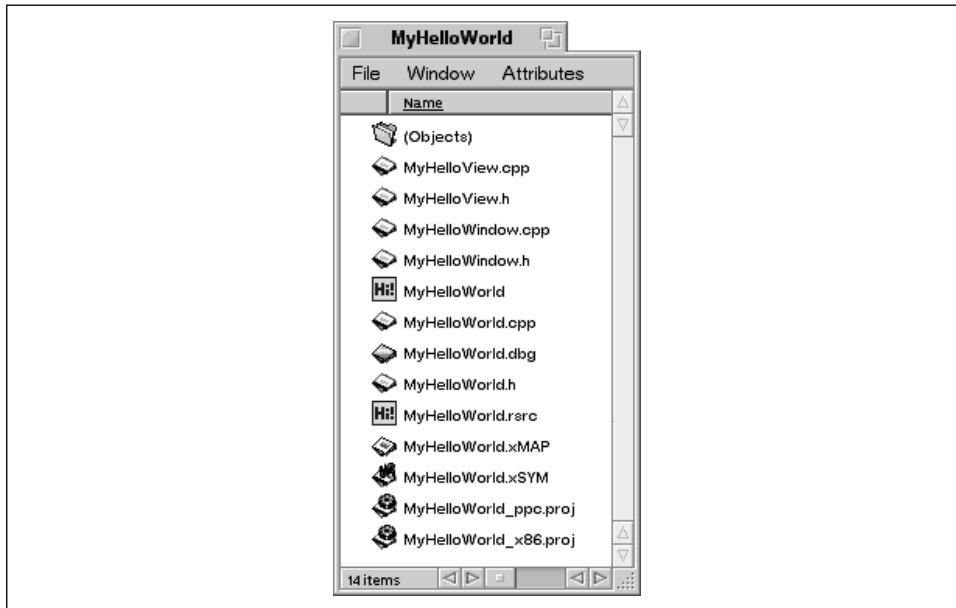 MyHelloWorld
File Window Attributes
Name
(Objects)
MyHelloView.cpp
MyHelloView.h
MyHelloWindow.cpp
MyHelloWindow.h
Hi! MyHelloWorld
MyHelloWorld.cpp
MyHelloWorld.dbg
MyHelloWorld.h
Hi! MyHelloWorld.rsrc
MyHelloWorld.xMAP
MyHelloWorld.xSYM
MyHelloWorld_ppc.proj
MyHelloWorld_x86.proj
14 items